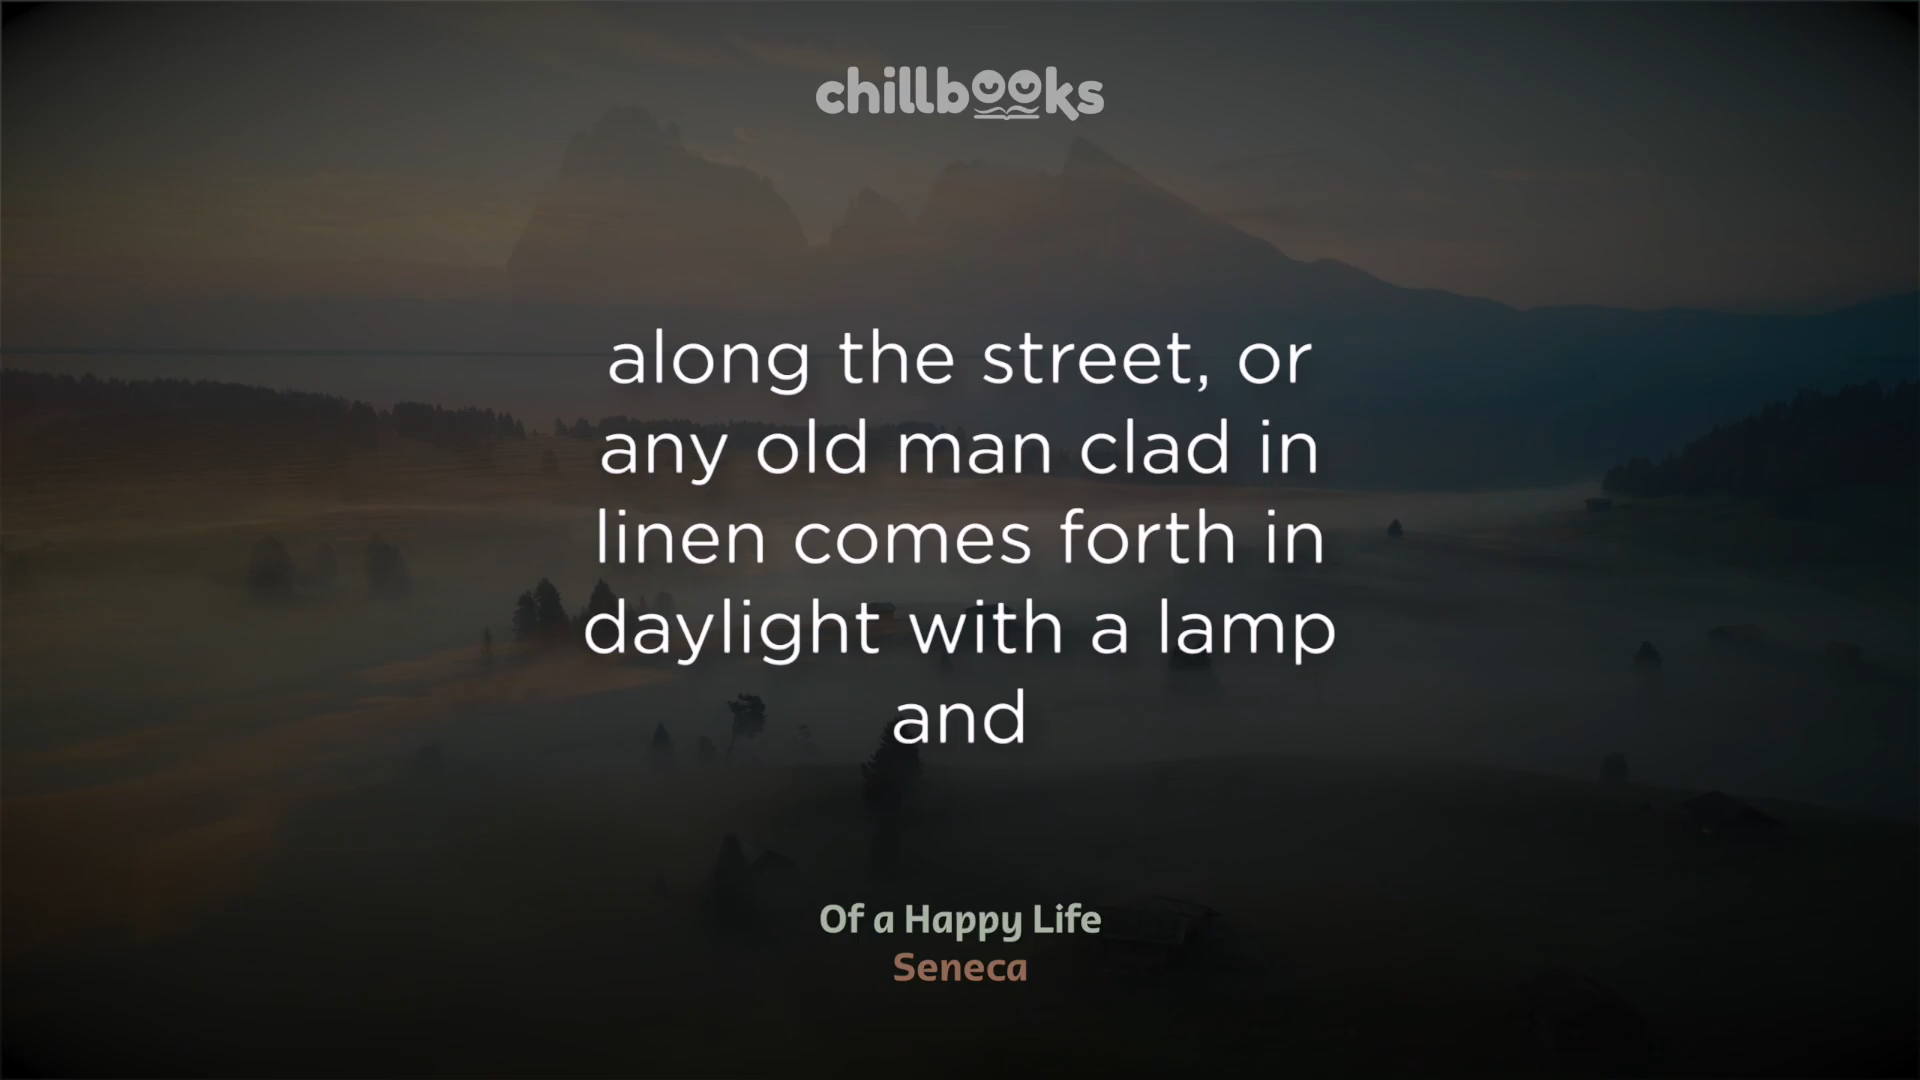 chillbooks
along the street, or
any old man clad in
linen comes forth in
daylight with a lamp
and
Of a Happy Life
Seneca